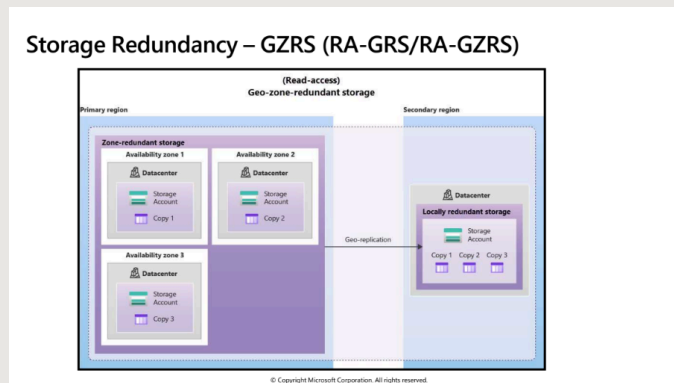 Storage Redundancy – GZRS (RA-GRS/RA-GZRS)
(Read-access)
Geo-zone-redundant storage
Primary region
Secondary region
Zone-redundant storage
Availability zone 1
Datacenter
Storage
Account
Copy 1
Availability zone 2
Datacenter
Storage
Account
Copy 2
Availability zone 3
Datacenter
Storage
Account
Copy 3
Geo-replication
Datacenter
Locally redundant storage
Storage
Account
Copy 1 Copy 2 Copy 3
© Copyright Microsoft Corporation. All rights reserved.